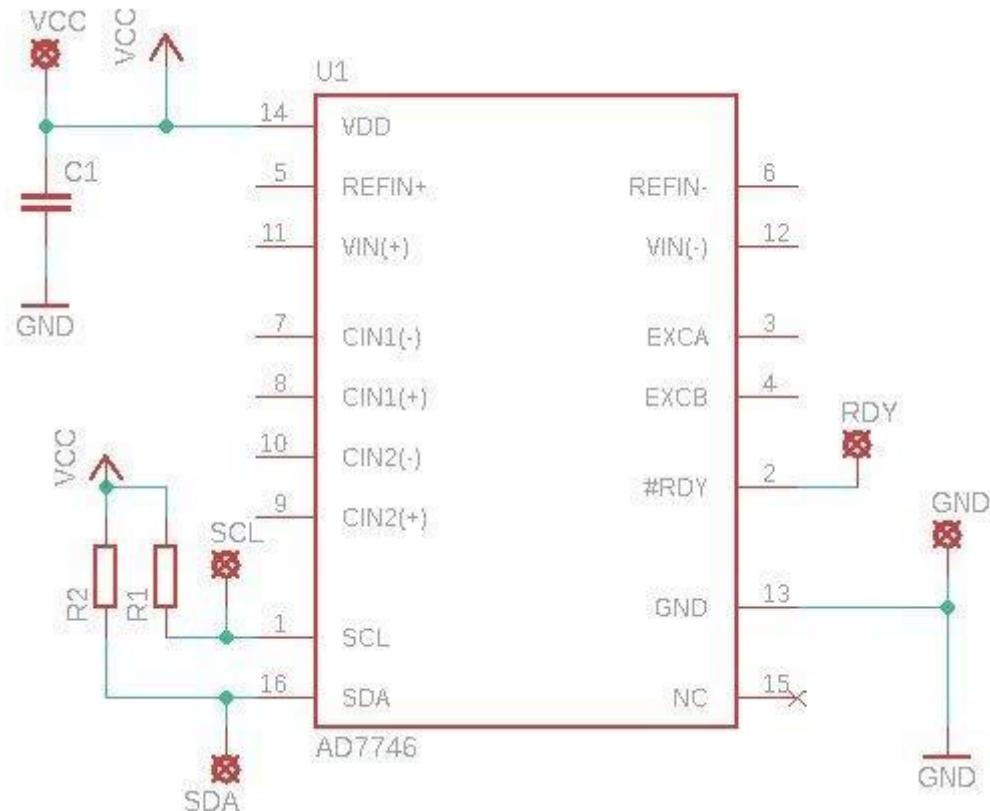 VCC
VCC
U1
14 VDD
C1
5 REFIN+
REFIN- 6
11 VIN(+)
VIN(-) 12
GND
7 CIN1(-)
EXCA 3
8 CIN1(+)
EXCB 4
RDY
VCC
10 CIN2(-)
#RDY 2
9 CIN2(+)
SCL
GND
R2
R1
GND 13
1 SCL
16 SDA
NC 15
AD7746
SDA
GND